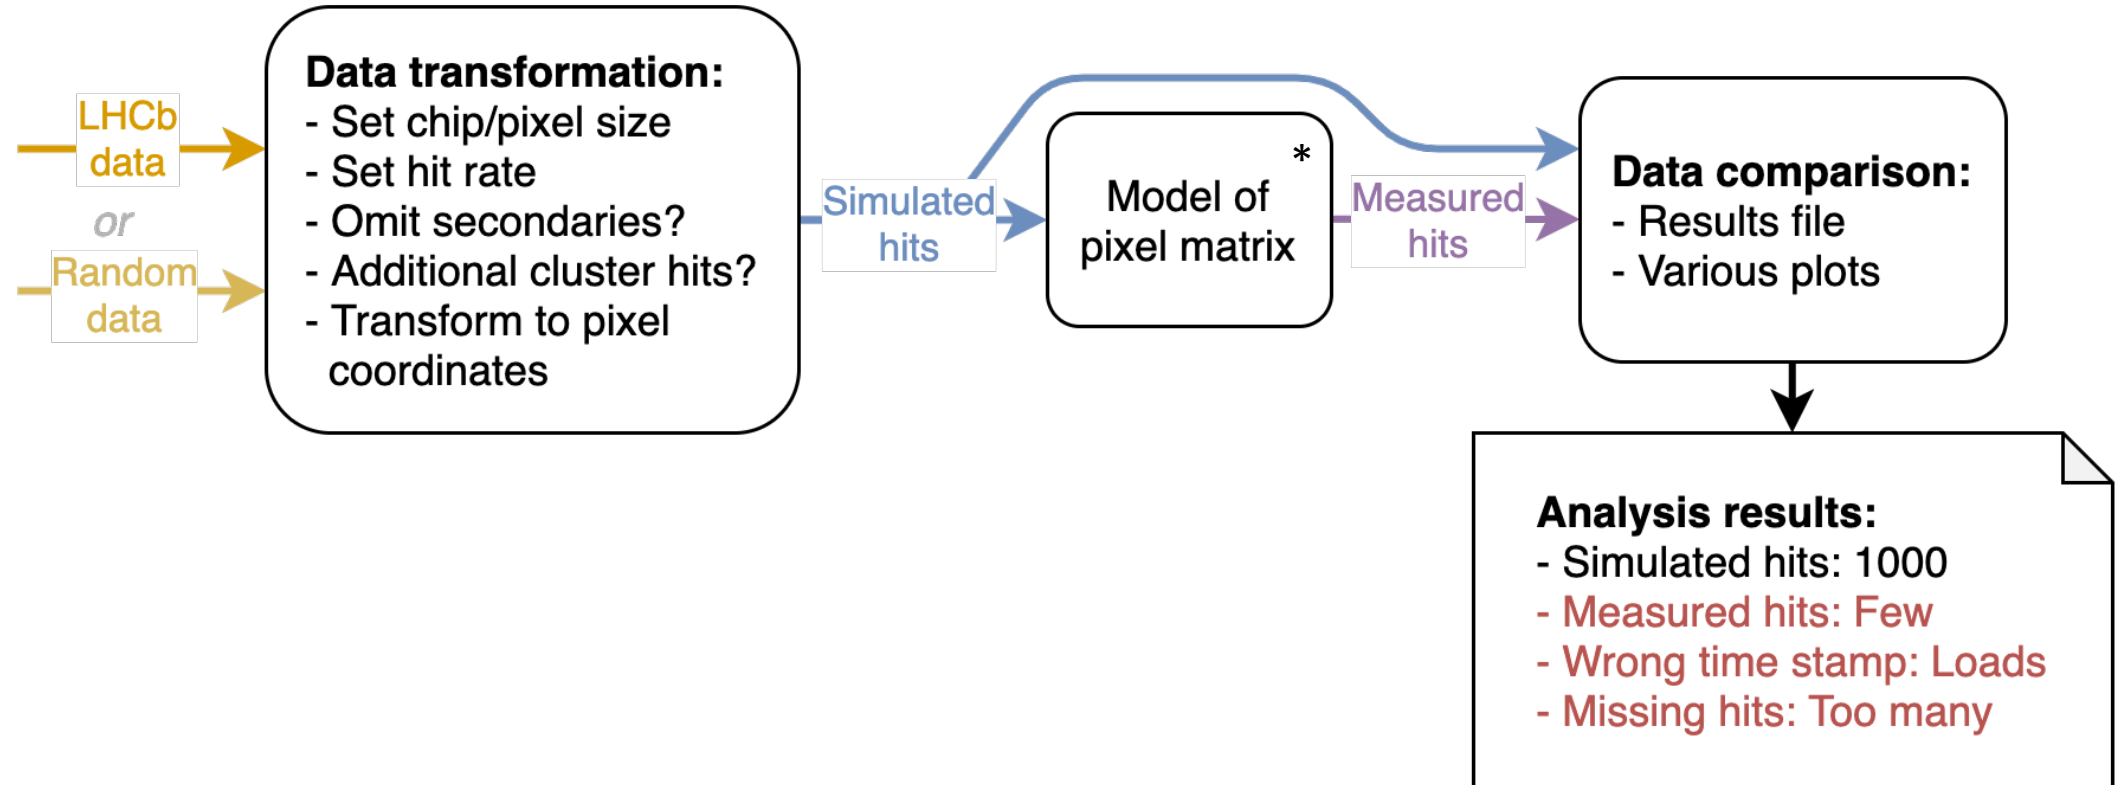 LHCb
data
or
Random
data
Data transformation:
- Set chip/pixel size
- Set hit rate
- Omit secondaries?
- Additional cluster hits?
- Transform to pixel
coordinates
Simulated
hits
*
Model of
pixel matrix
Measured
hits
Data comparison:
- Results file
- Various plots
Analysis results:
- Simulated hits: 1000
- Measured hits: Few
- Wrong time stamp: Loads
- Missing hits: Too many